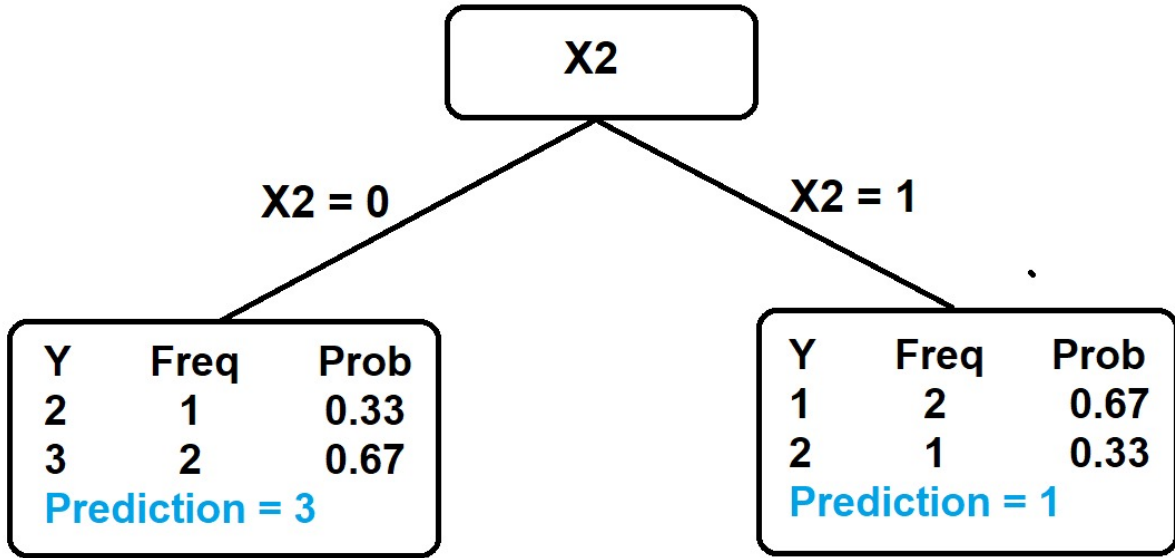 X2
X2 = 0
X2 = 1
Y Freq Prob
2 1 0.33
3 2 0.67
Prediction = 3
Y Freq Prob
1 2 0.67
2 1 0.33
Prediction = 1